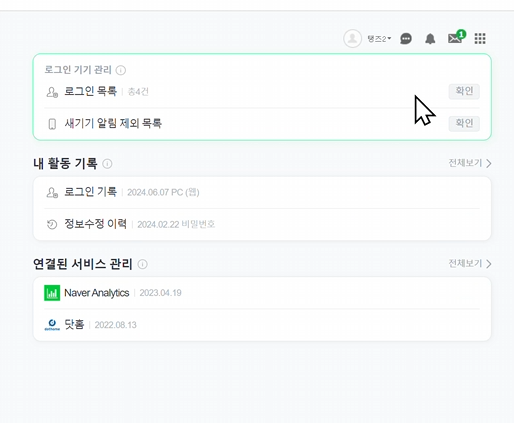 탱즈2
1
로그인 기기 관리
로그인 목록 총4건 확인
새기기 알림 제외 목록 확인
내 활동 기록 전체보기
로그인 기록 2024.06.07 PC (웹)
정보수정 이력 2024.02.22 비밀번호
연결된 서비스 관리 전체보기
Naver Analytics 2023.04.19
dothome 닷홈 2022.08.13